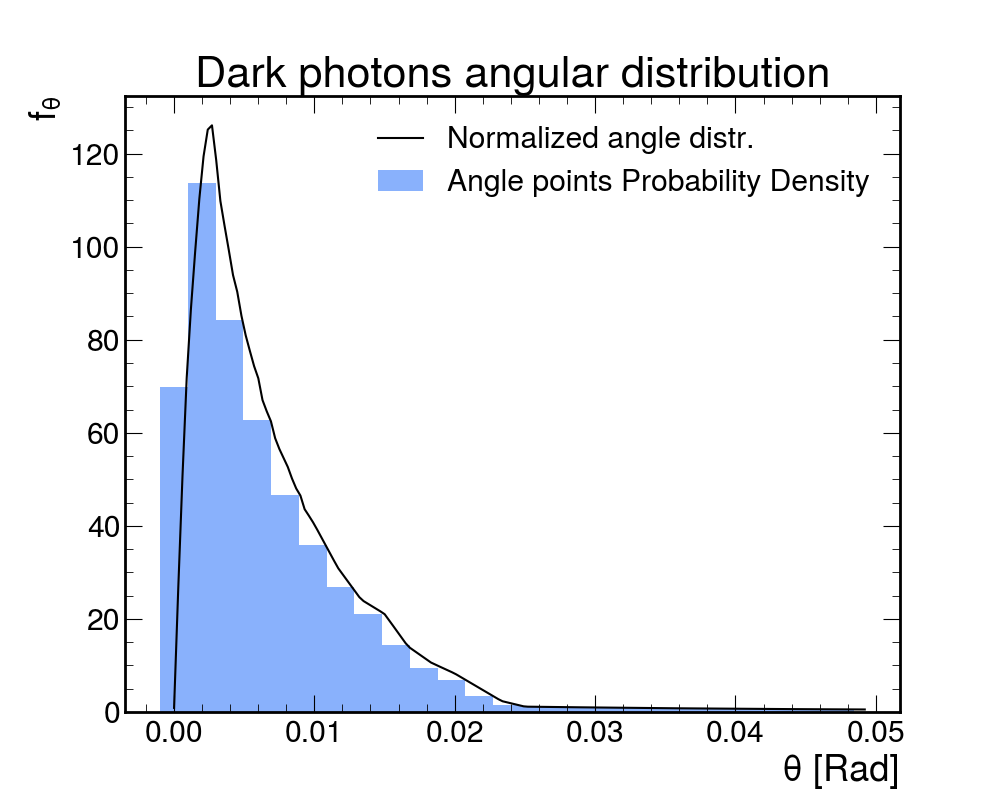 Dark photons angular distribution
fθ
Normalized angle distr.
Angle points Probability Density
120
100
80
60
40
20
0
0.00 0.01 0.02 0.03 0.04 0.05
θ [Rad]